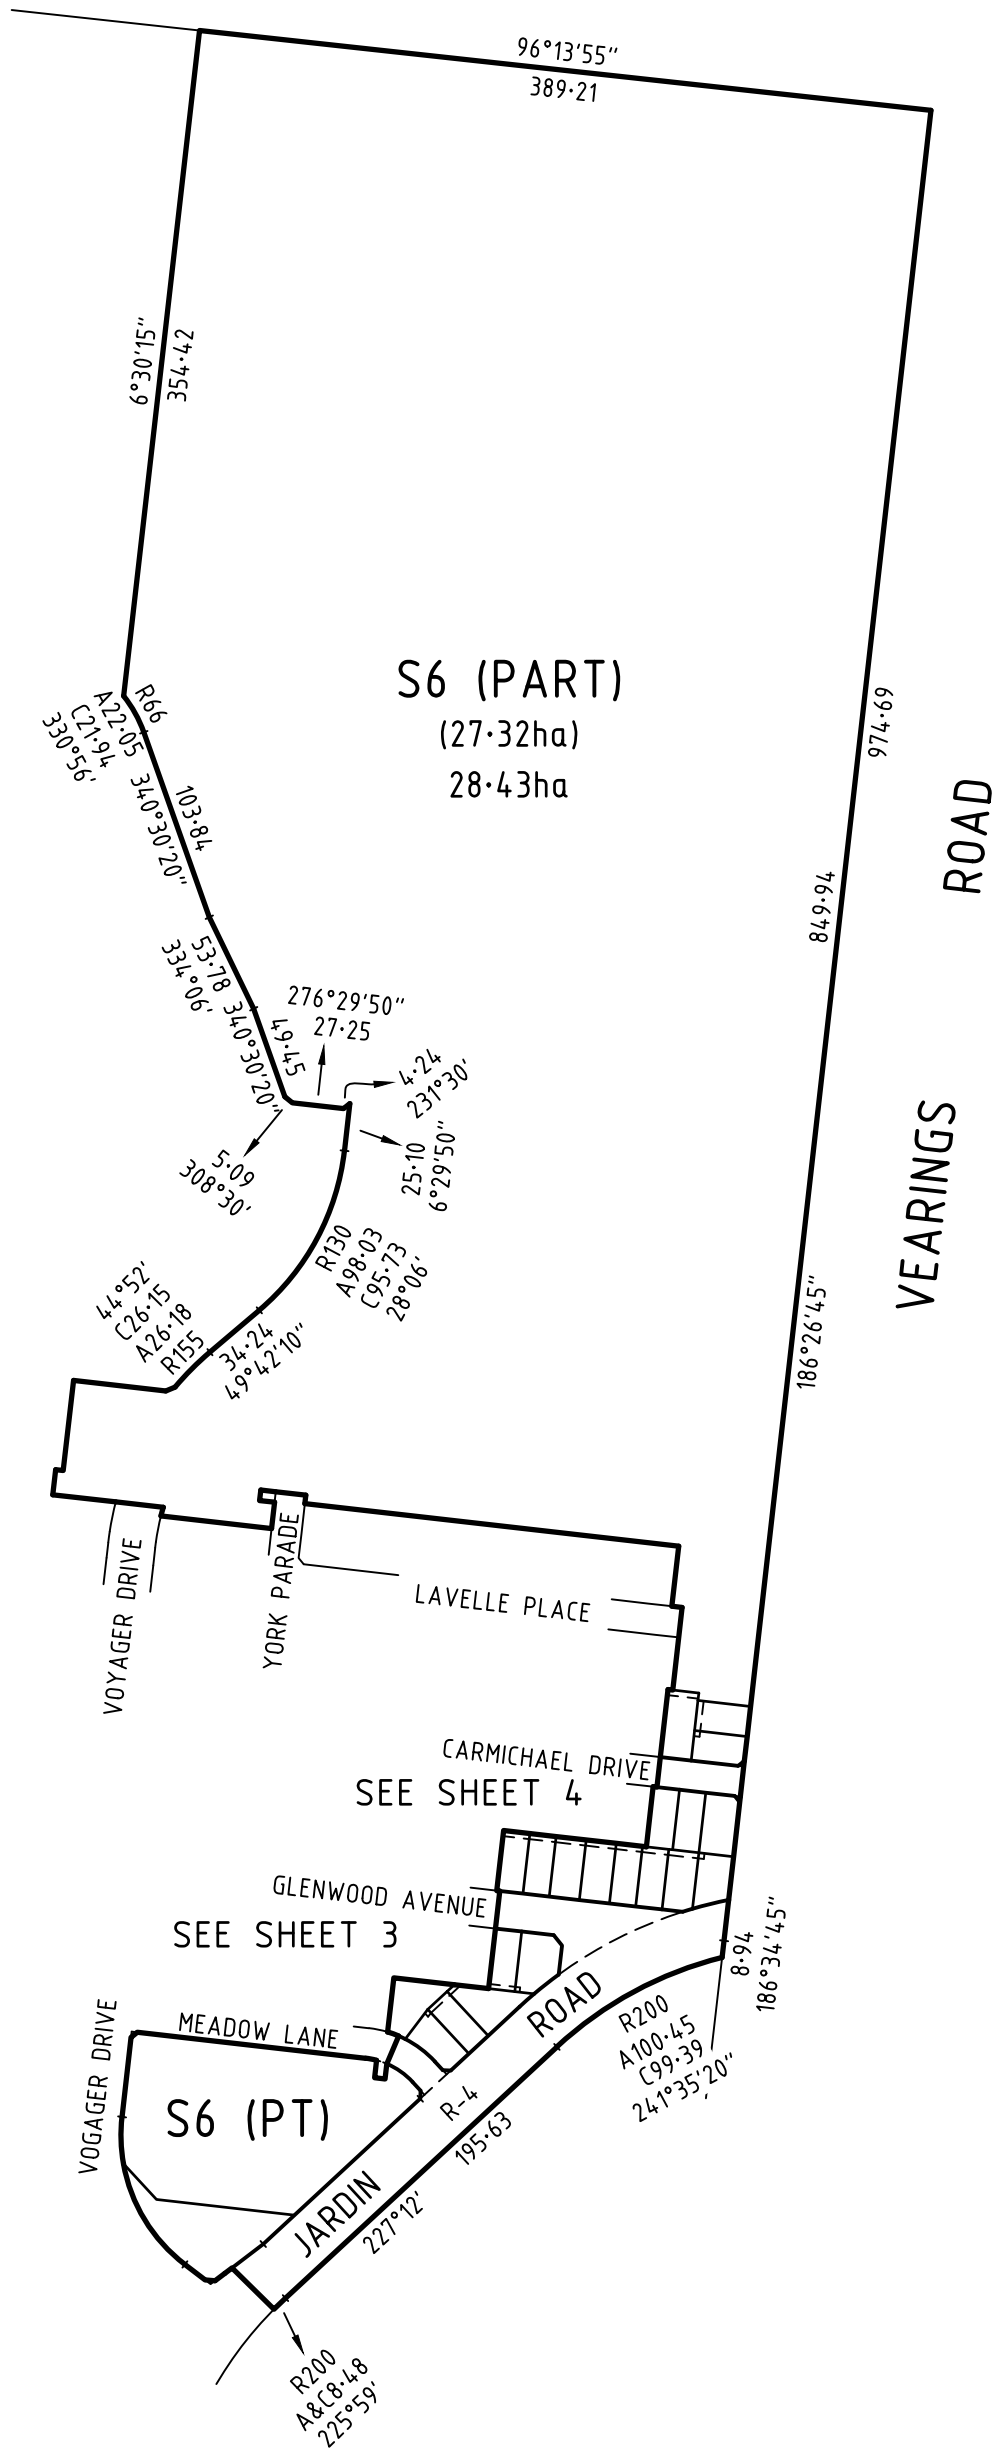 96°13'55"
389·21
6°30'15"
354·42
S6 (PART)
(27·32ha)
28·43ha
974·69
ROAD
849·94
R66
A22·05
C21·94
330°56'
103·84
340°30'20"
53·78
334°06'
49·45
340°30'20"
276°29'50"
27·25
4·24
231°30'
5·09
308°30'
25·10
6°29'50"
VEARINGS
R130
A98·03
C95·73
28°06'
186°26'45"
44°52'
C26·15
A26·18
R155
34·24
49°42'10"
VOYAGER DRIVE
YORK PARADE
LAVELLE PLACE
CARMICHAEL DRIVE
SEE SHEET 4
GLENWOOD AVENUE
SEE SHEET 3
8·94
186°34'45"
MEADOW LANE
VOGAGER DRIVE
S6 (PT)
JARDIN
ROAD
R-4
R200
A100·45
C99·39
241°35'20"
195·63
227°12'
R200
A&C8·48
225°59'